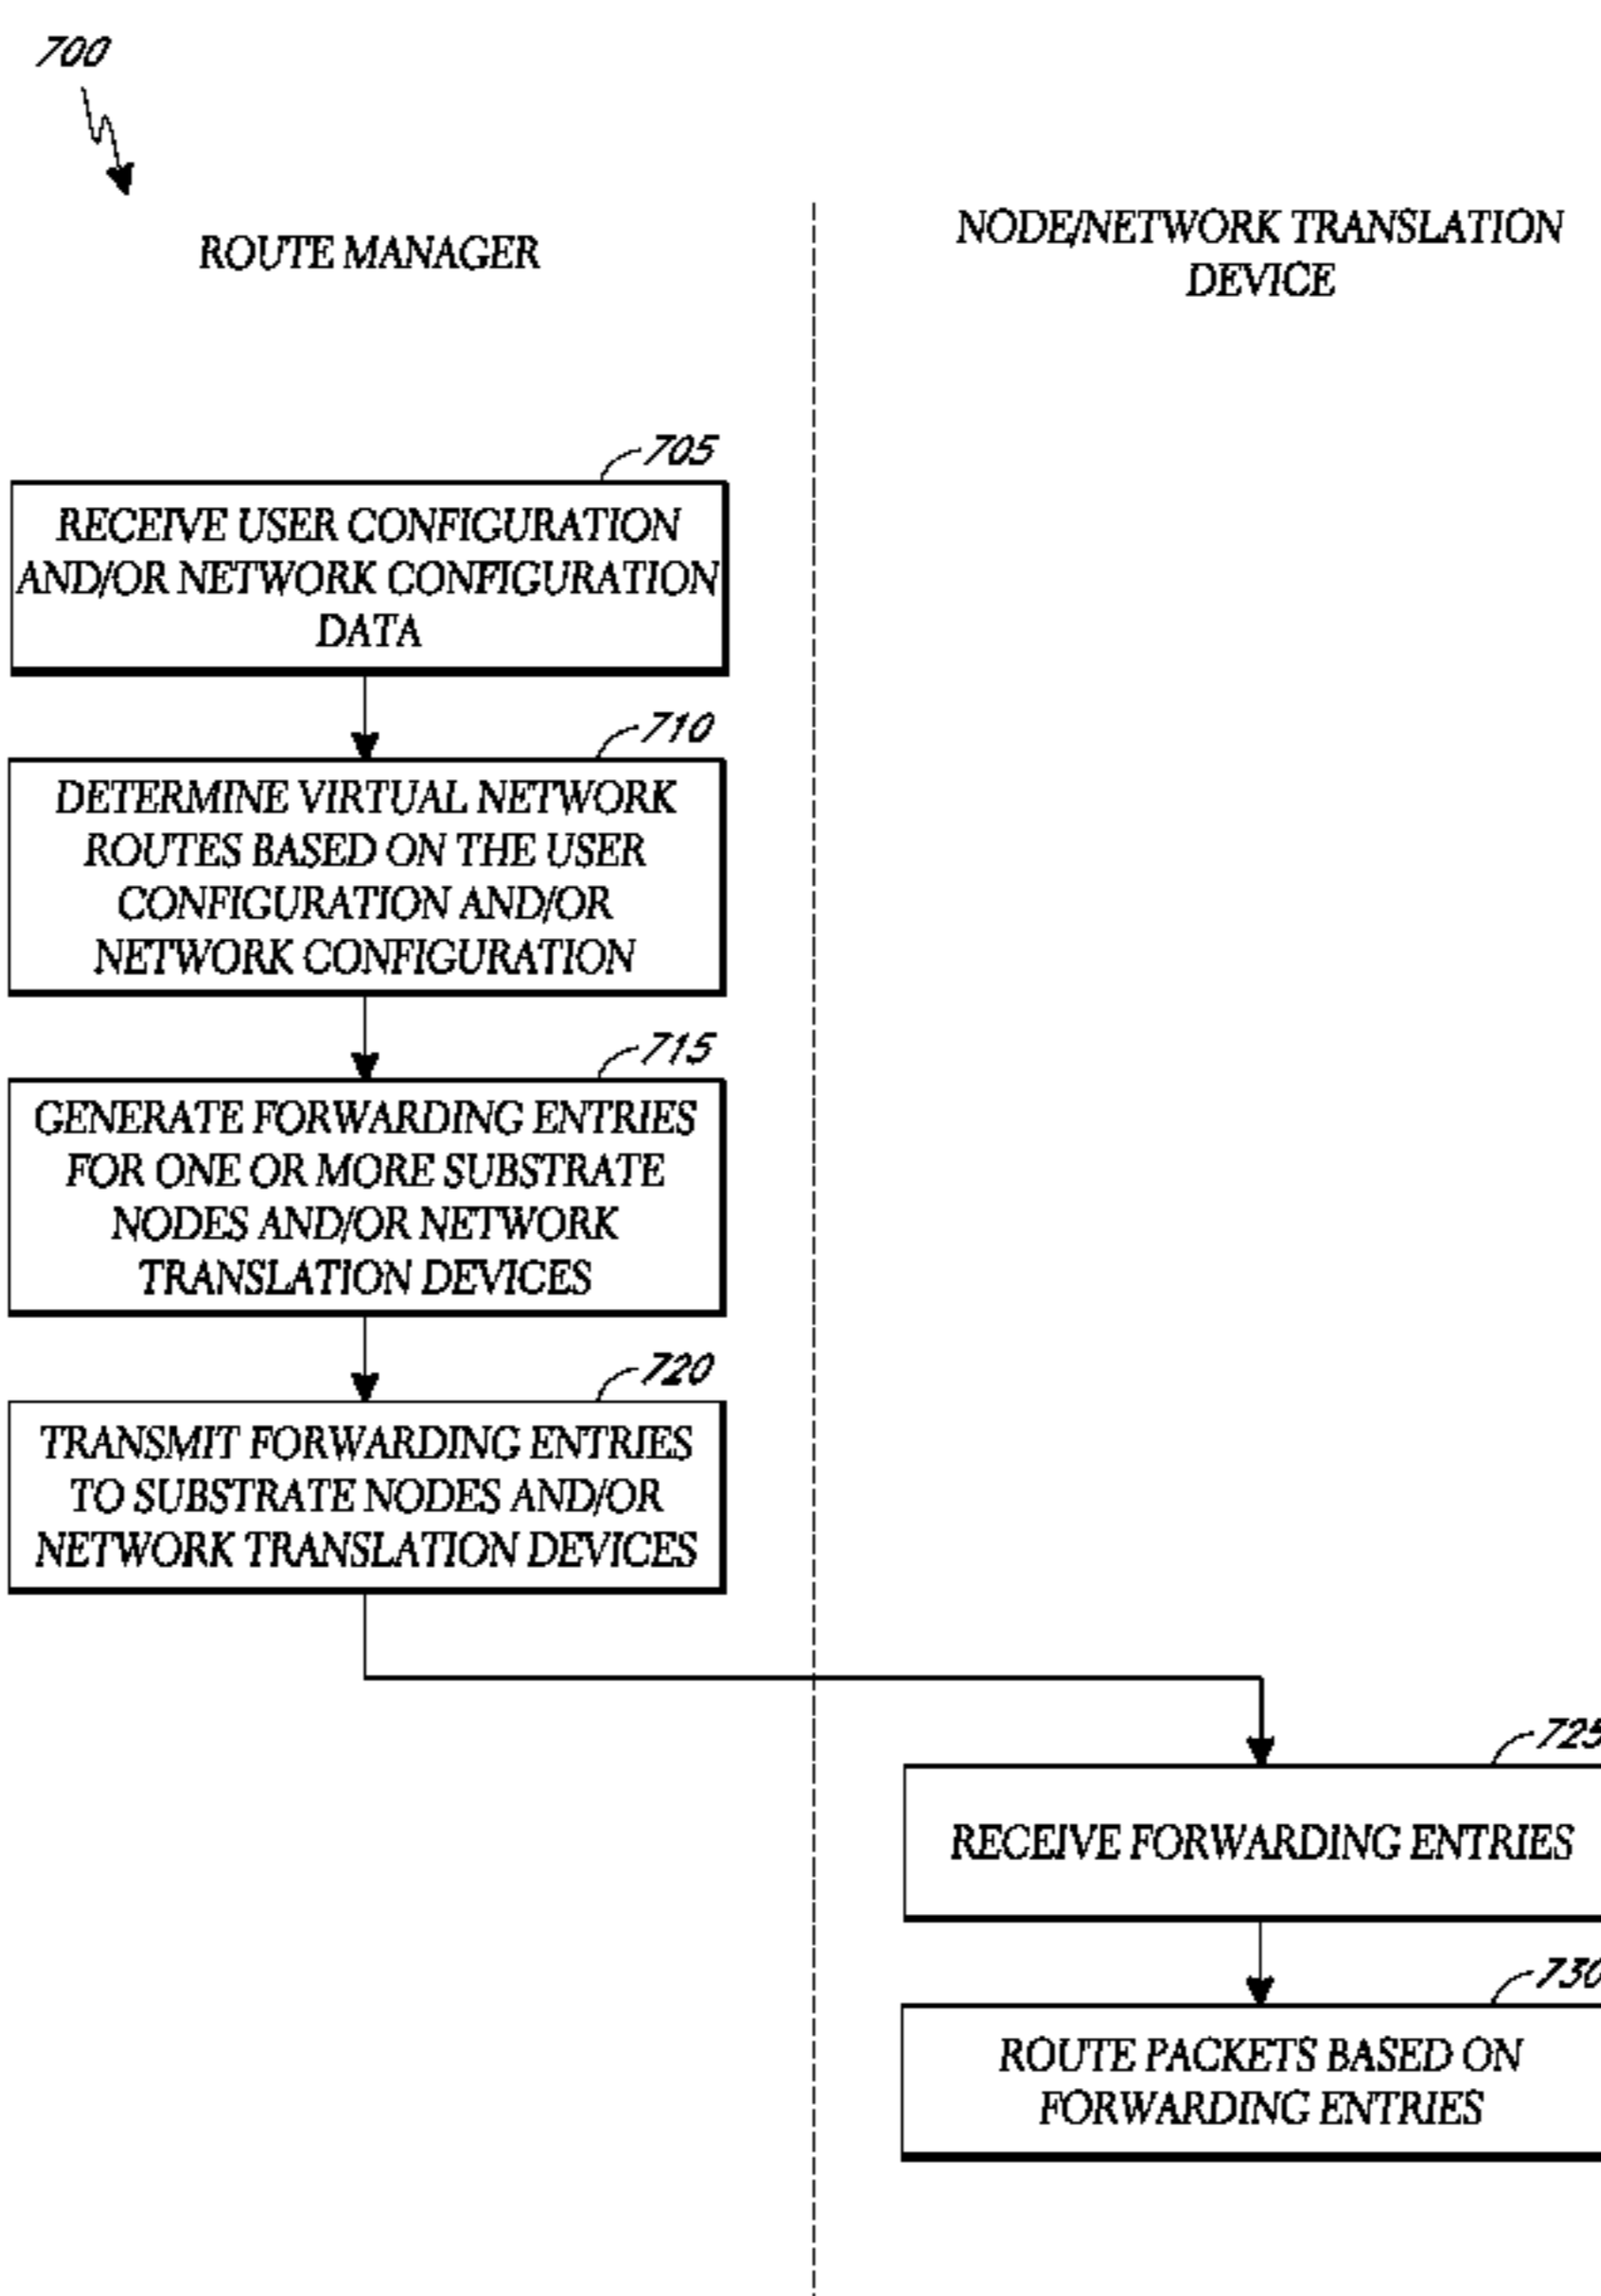 700
ROUTE MANAGER
NODE/NETWORK TRANSLATION
DEVICE
705
RECEIVE USER CONFIGURATION
AND/OR NETWORK CONFIGURATION
DATA
710
DETERMINE VIRTUAL NETWORK
ROUTES BASED ON THE USER
CONFIGURATION AND/OR
NETWORK CONFIGURATION
715
GENERATE FORWARDING ENTRIES
FOR ONE OR MORE SUBSTRATE
NODES AND/OR NETWORK
TRANSLATION DEVICES
720
TRANSMIT FORWARDING ENTRIES
TO SUBSTRATE NODES AND/OR
NETWORK TRANSLATION DEVICES
725
RECEIVE FORWARDING ENTRIES
730
ROUTE PACKETS BASED ON
FORWARDING ENTRIES